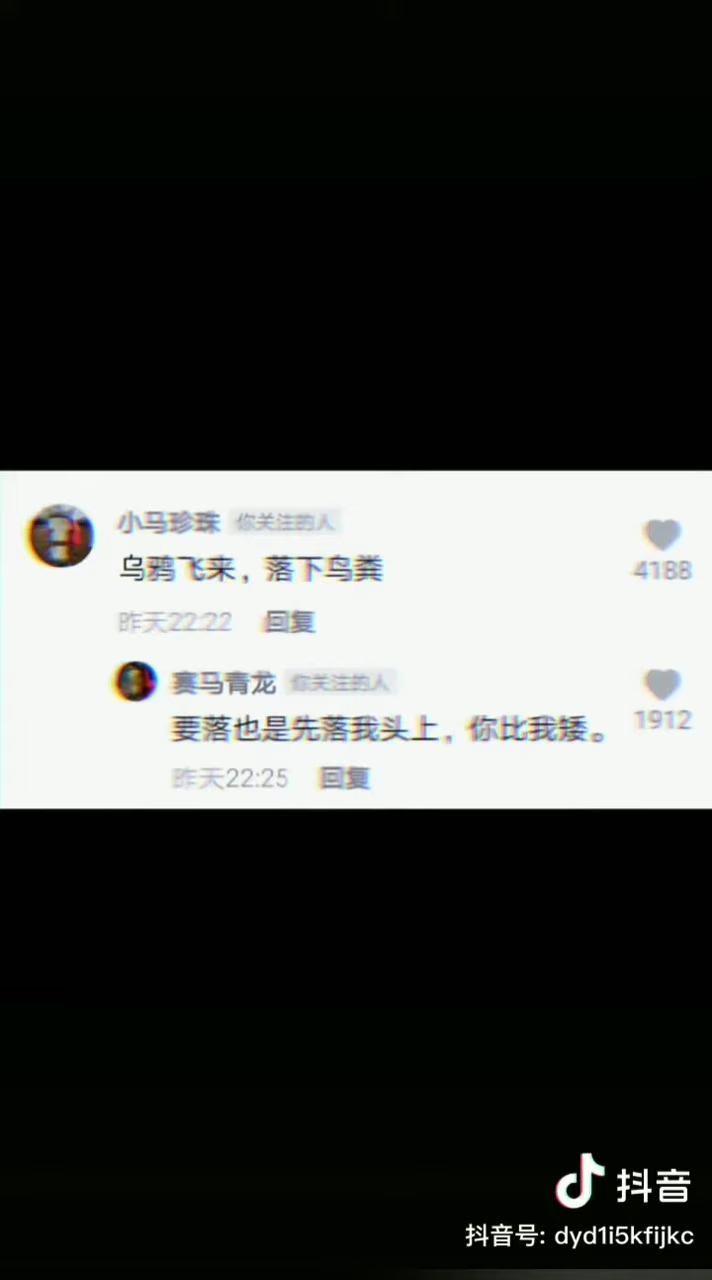 小马珍珠 你关注的人
乌鸦飞来，落下鸟粪
4188
昨天22:22 回复
赛马青龙 你关注的人
要落也是先落我头上，你比我矮。
1912
昨天22:25 回复
抖音
抖音号: dyd1i5kfijkc